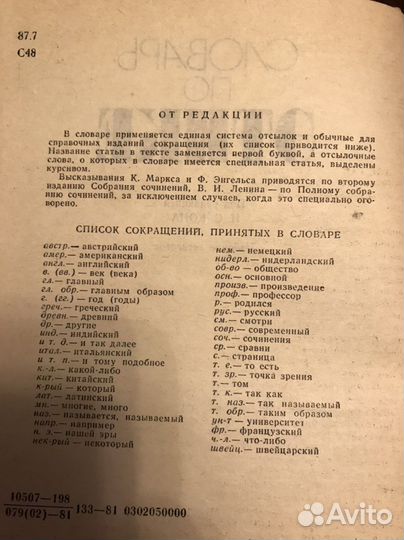 87.7
С48
ОТ РЕДАКЦИИ
В словаре применяется единая система отсылок и обычные для
справочных изданий сокращения (их список приводится ниже).
Название статьи в тексте заменяется первой буквой, а отсылочные
слова, о которых в словаре имеется специальная статья, выделены
курсивом.
Высказывания К. Маркса и Ф. Энгельса приводятся по второму
изданию Собрания сочинений, В. И. Ленина — по Полному собра-
нию сочинений, за исключением случаев, когда это специально ого-
ворено.
СПИСОК СОКРАЩЕНИЙ, ПРИНЯТЫХ В СЛОВАРЕ
австр. — австрийский
амер. — американский
англ. — английский
в. (вв.) — век (века)
гл. — главный
гл. обр. — главным образом
г. (гг.) — год (годы)
греч. — греческий
древн. — древний
др. — другие
инд. — индийский
и т. д. — и так далее
итал. — итальянский
и т. п. — и тому подобное
к.-л. — какой-либо
кит. — китайский
к-рый — который
лат. — латинский
мн. — многие, много
наз. — называется, называемый
напр. — например
н. э. — нашей эры
нек-рый — некоторый
нем. — немецкий
нидерл. — нидерландский
об-во — общество
осн. — основной
произв. — произведение
проф. — профессор
р. — родился
рус. — русский
см. — смотри
совр. — современный
соч. — сочинения
ср. — сравни
с. — страница
т. е. — то есть
т. зр. — точка зрения
т. — том
т. к. — так как
т. наз. — так называемый
т. обр. — таким образом
ун-т — университет
фр. — французский
ч.-л. — что-либо
швейц. — швейцарский
10507—198
079(02)—81 133—81 0302050000
Avito